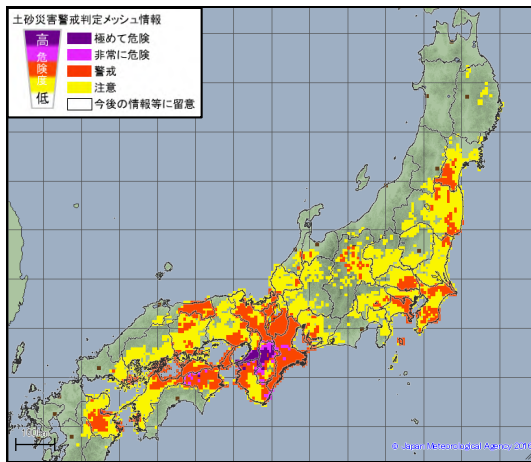 土砂災害警戒判定メッシュ情報
高
危
険
度
低
極めて危険
非常に危険
警戒
注意
今後の情報等に留意
100km
© Japan Meteorological Agency 2016